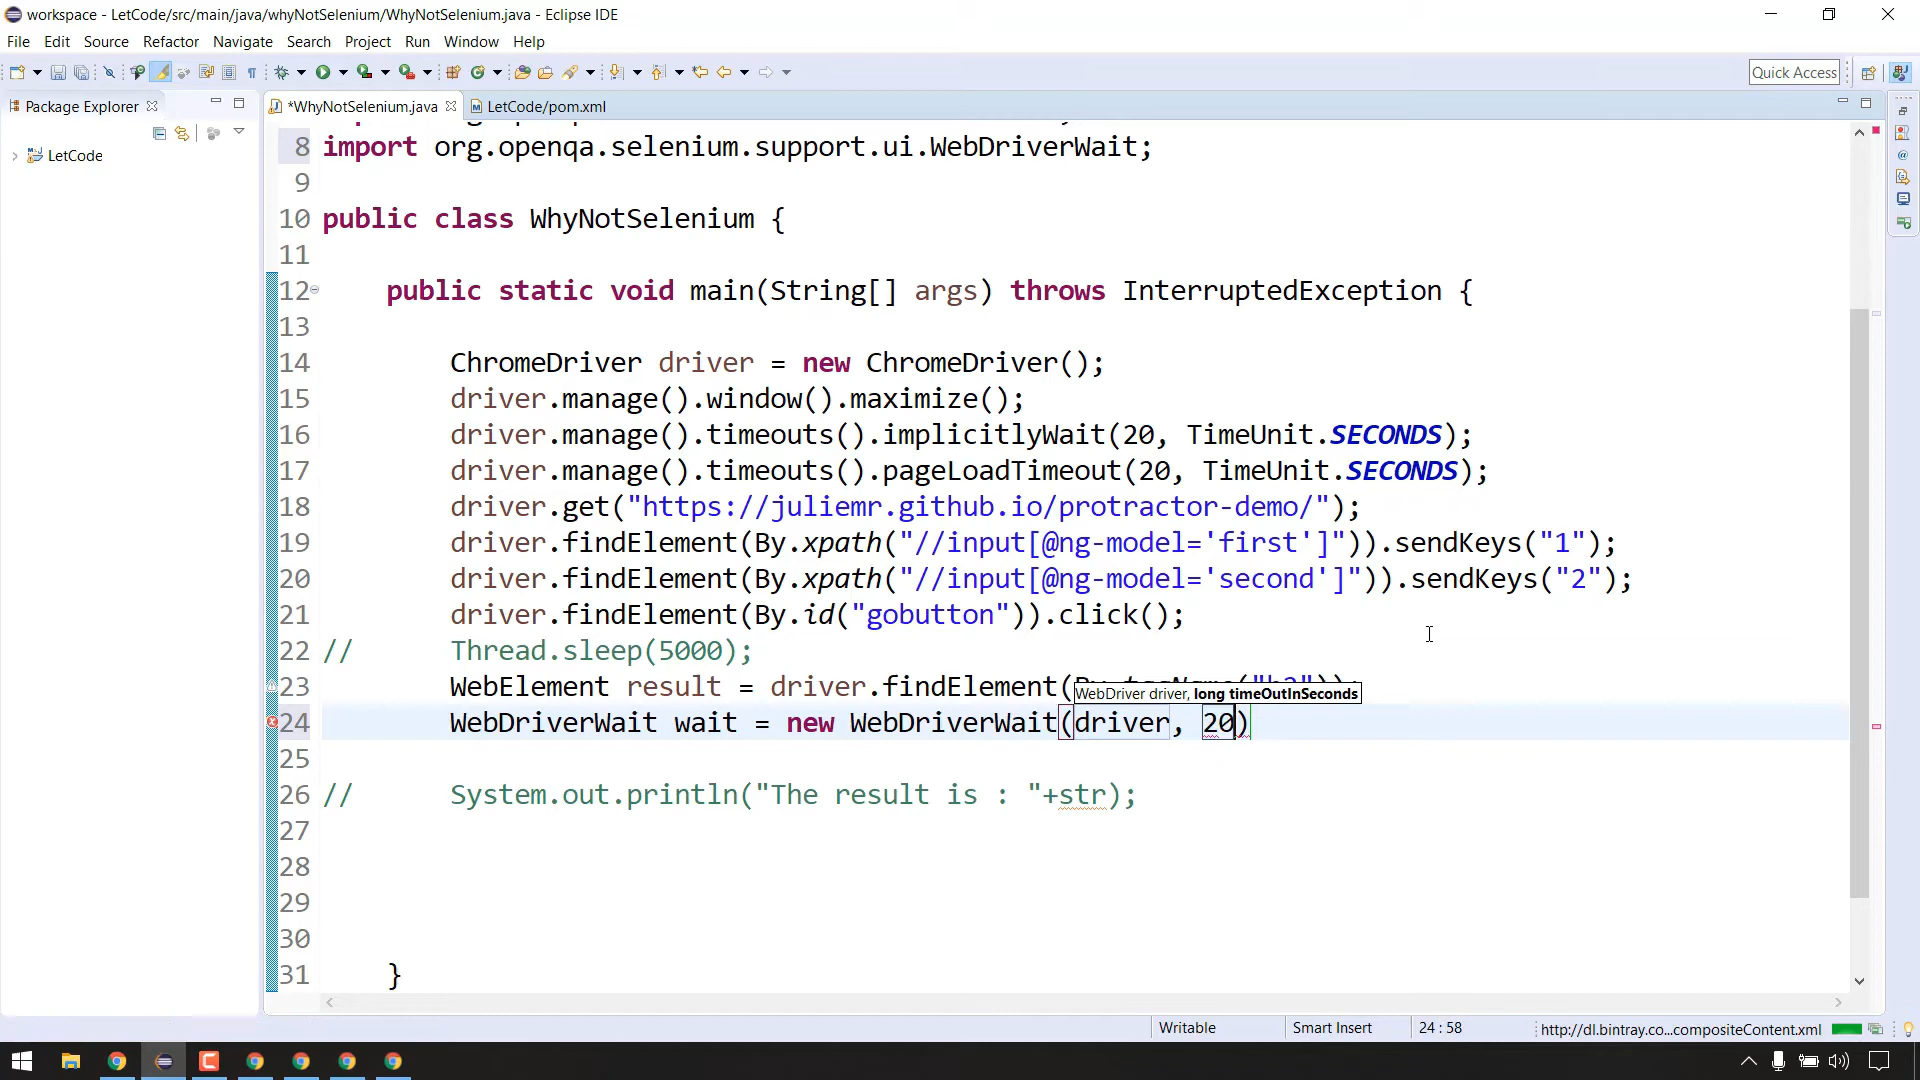 workspace - LetCode/src/main/java/whyNotSelenium/WhyNotSelenium.java - Eclipse IDE
File Edit Source Refactor Navigate Search Project Run Window Help
Quick Access
Package Explorer
*WhyNotSelenium.java
LetCode/pom.xml
LetCode
8 import org.openqa.selenium.support.ui.WebDriverWait;
9
10 public class WhyNotSelenium {
11
12 public static void main(String[] args) throws InterruptedException {
13
14 ChromeDriver driver = new ChromeDriver();
15 driver.manage().window().maximize();
16 driver.manage().timeouts().implicitlyWait(20, TimeUnit.SECONDS);
17 driver.manage().timeouts().pageLoadTimeout(20, TimeUnit.SECONDS);
18 driver.get("https://juliemr.github.io/protractor-demo/");
19 driver.findElement(By.xpath("//input[@ng-model='first']")).sendKeys("1");
20 driver.findElement(By.xpath("//input[@ng-model='second']")).sendKeys("2");
21 driver.findElement(By.id("gobutton")).click();
22 // Thread.sleep(5000);
23 WebElement result = driver.findElement(
WebDriver driver, long timeOutInSeconds
24 WebDriverWait wait = new WebDriverWait(driver, 20)
25
26 // System.out.println("The result is : "+str);
27
28
29
30
31 }
Writable Smart Insert 24 : 58 http://dl.bintray.co...compositeContent.xml